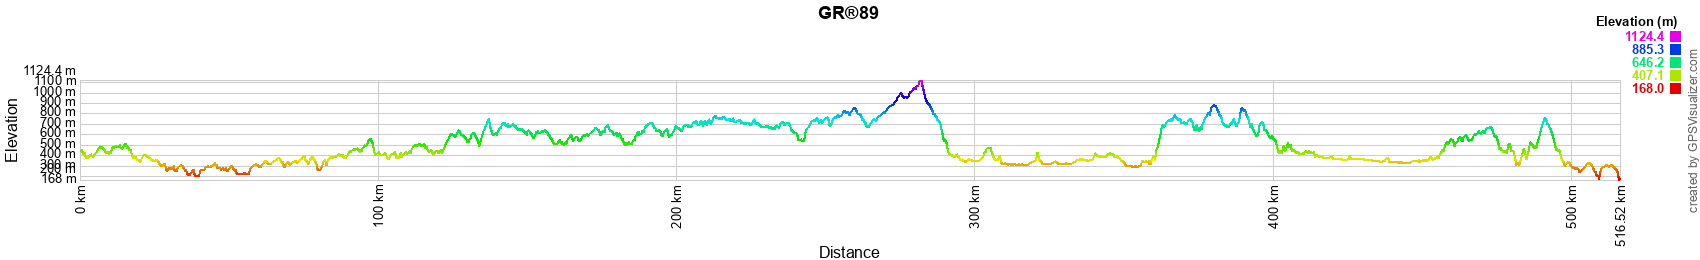 GR®89
Elevation (m)
1124.4
885.3
646.2
407.1
168.0
1124.4 m
1100 m
1000 m
900 m
800 m
700 m
600 m
500 m
400 m
300 m
200 m
168 m
Elevation
0 km
100 km
200 km
300 km
400 km
500 km
516.52 km
Distance
created by GPSVisualizer.com